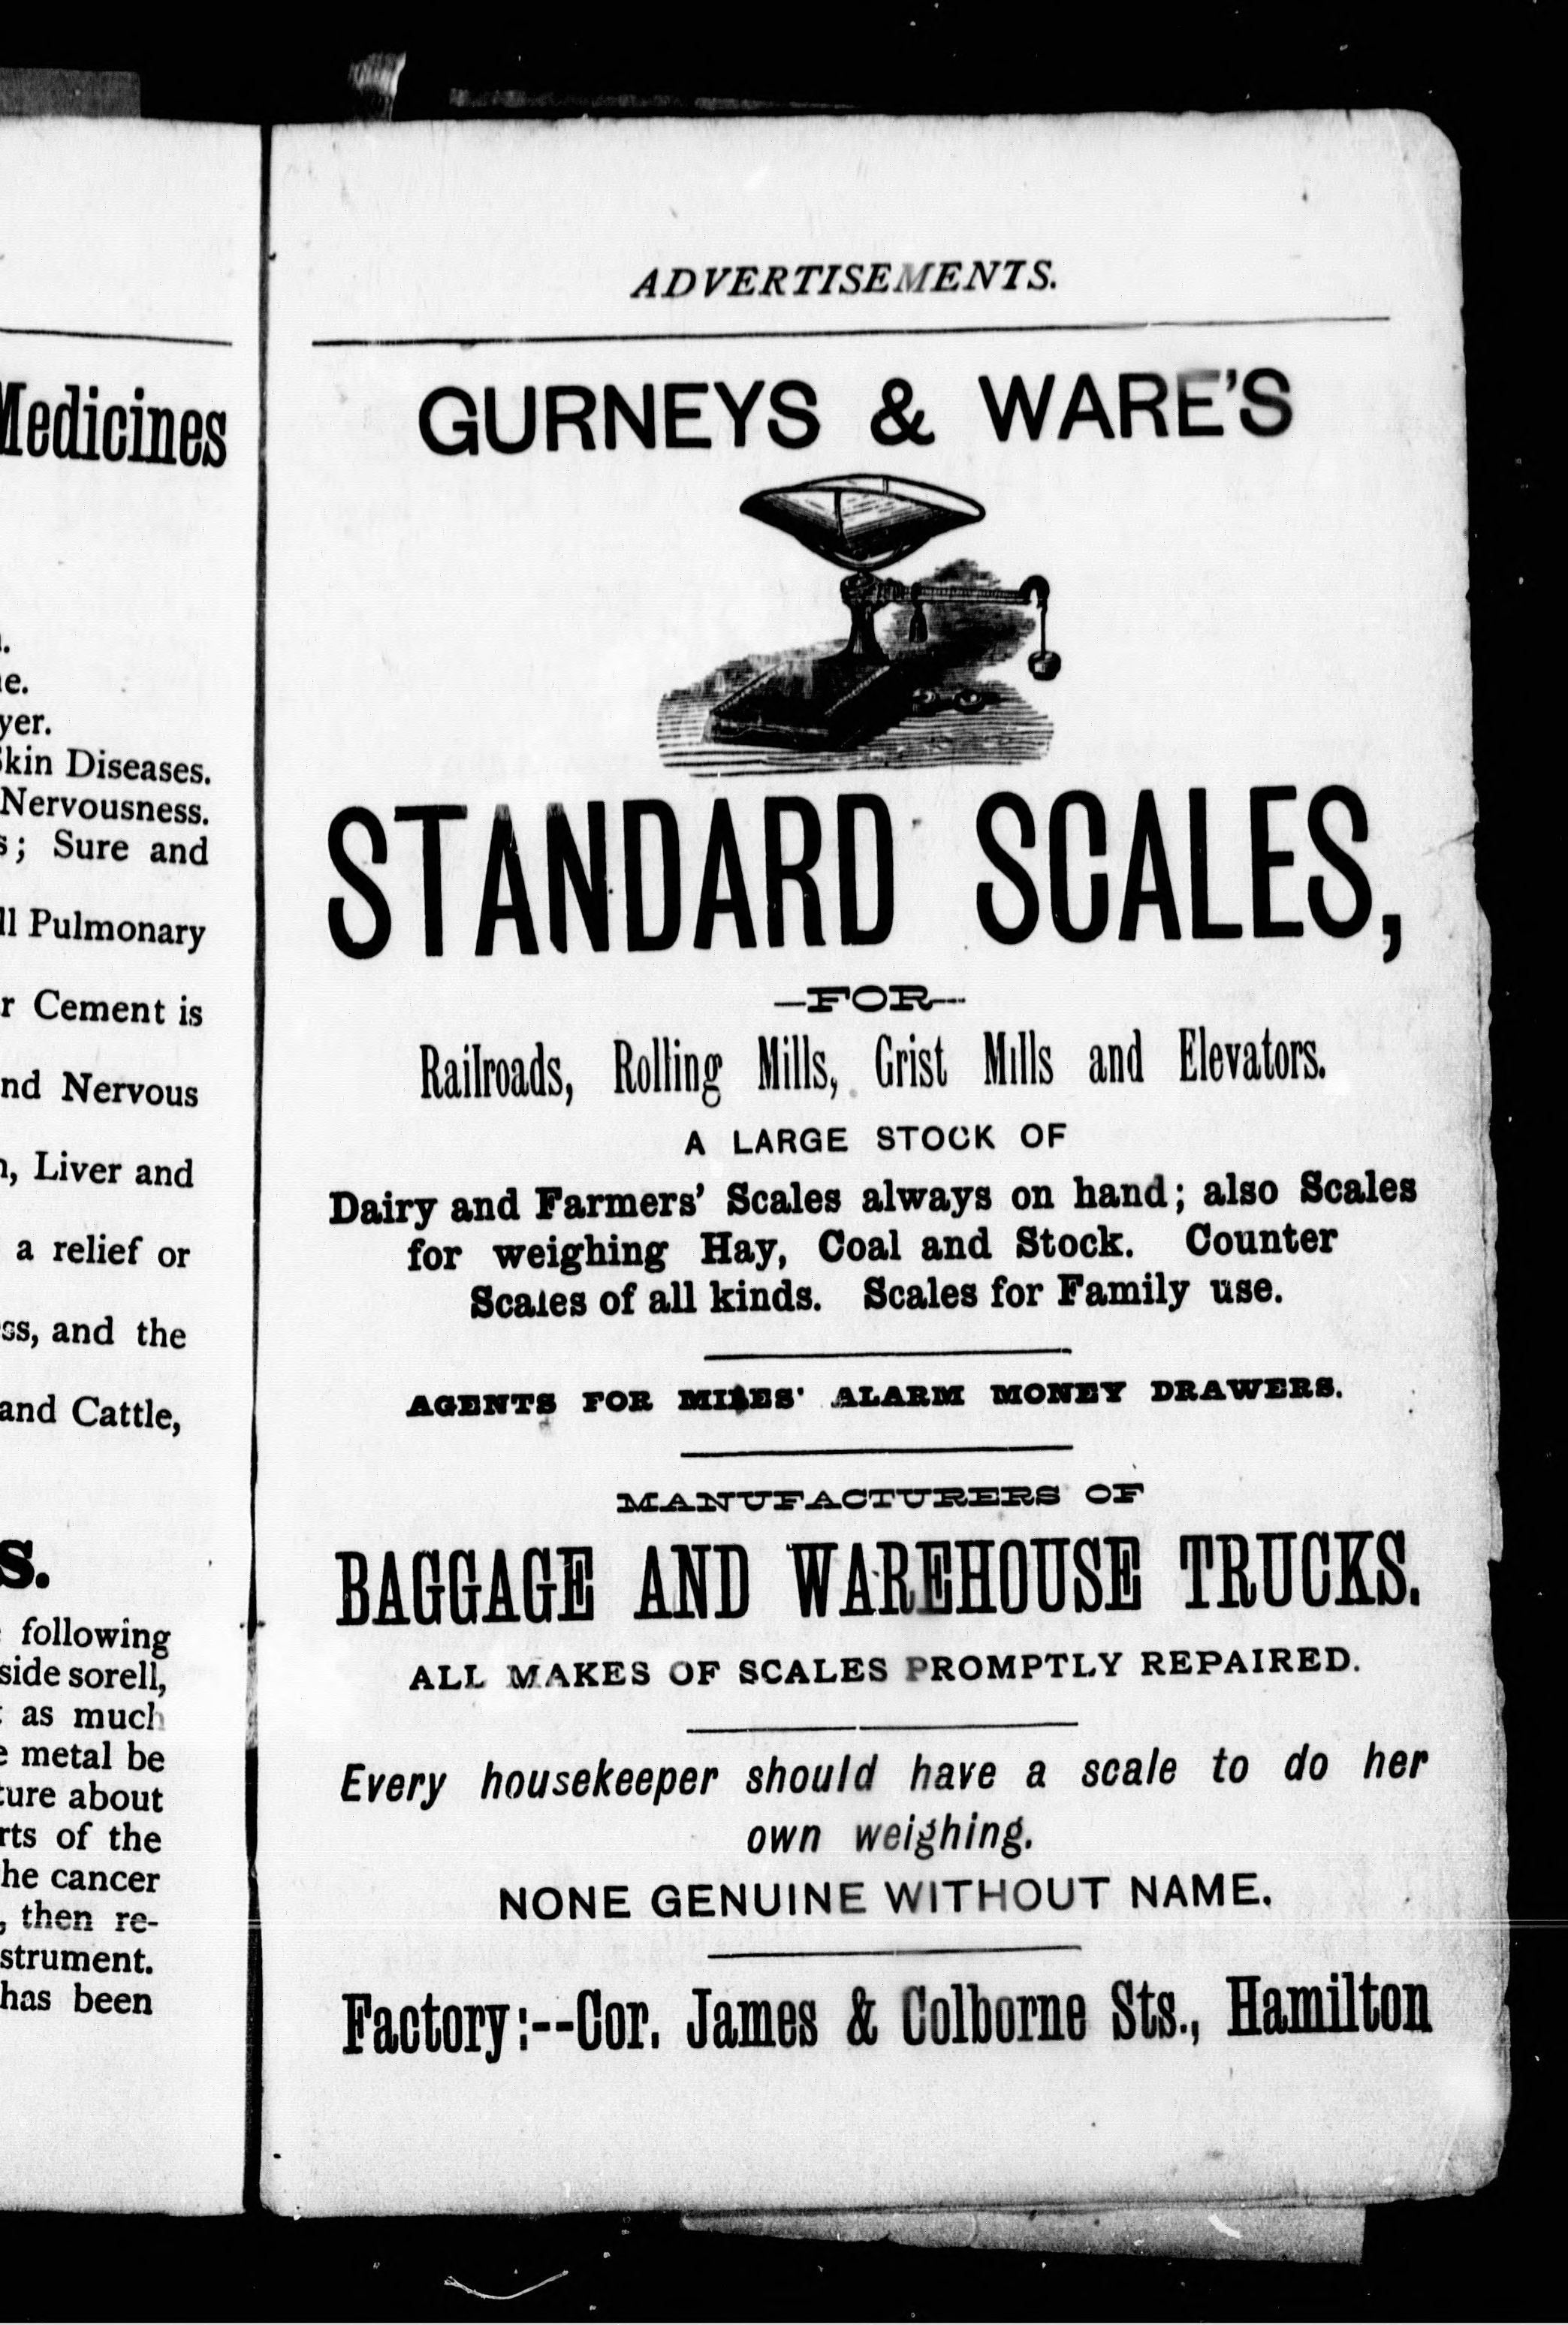 Medicines
yer.
Skin Diseases.
Nervousness.
; Sure and
ll Pulmonary
r Cement is
nd Nervous
, Liver and
a relief or
ss, and the
and Cattle,
S.
following
side sorell,
as much
metal be
ture about
rts of the
he cancer
, then re-
strument.
has been
ADVERTISEMENTS.
GURNEYS & WARE'S
STANDARD SCALES,
—FOR—
Railroads, Rolling Mills, Grist Mills and Elevators.
A LARGE STOCK OF
Dairy and Farmers' Scales always on hand; also Scales
for weighing Hay, Coal and Stock. Counter
Scales of all kinds. Scales for Family use.
AGENTS FOR MILES' ALARM MONEY DRAWERS.
MANUFACTURERS OF
BAGGAGE AND WAREHOUSE TRUCKS.
ALL MAKES OF SCALES PROMPTLY REPAIRED.
Every housekeeper should have a scale to do her
own weighing.
NONE GENUINE WITHOUT NAME.
Factory:--Cor. James & Colborne Sts., Hamilton